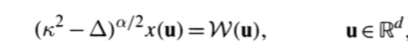 (κ² − Δ)^{α/2} x(𝐮) = 𝒲(𝐮),   𝐮 ∈ ℝ^d,